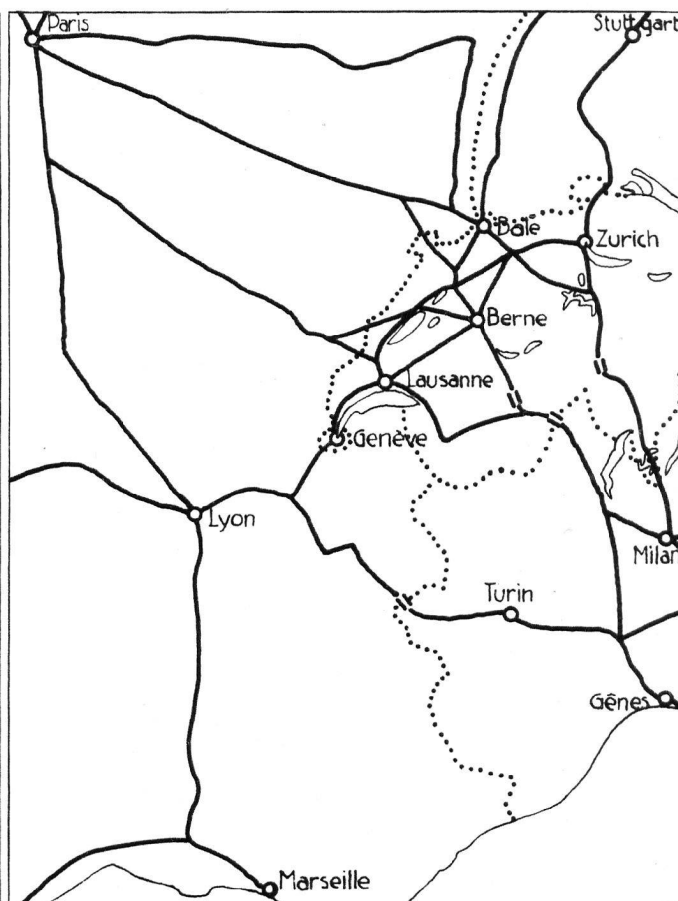 Paris
Stuttgart
Bâle
Zurich
Berne
Lausanne
Genève
Lyon
Milan
Turin
Gênes
Marseille